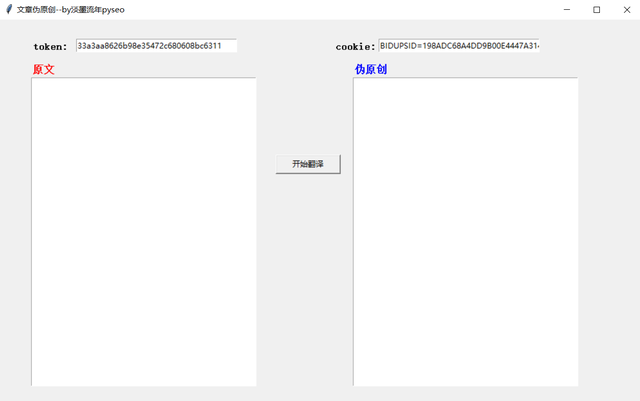 文章伪原创--by淡墨流年pyseo
token: 33a3aa8626b98e35472c680608bc6311
cookie: BIDUPSID=198ADC68A4DD9B00E4447A314
原文
伪原创
开始翻译